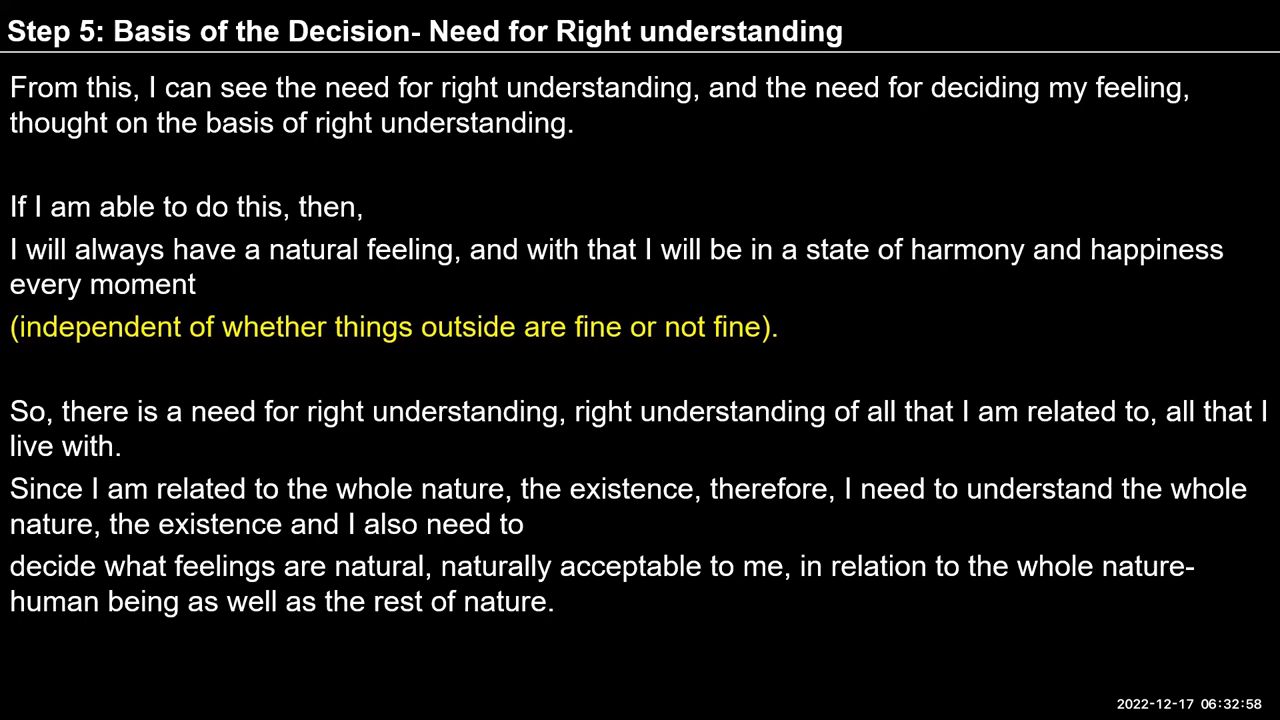 Step 5: Basis of the Decision- Need for Right understanding
From this, I can see the need for right understanding, and the need for deciding my feeling,
thought on the basis of right understanding.
If I am able to do this, then,
I will always have a natural feeling, and with that I will be in a state of harmony and happiness
every moment
(independent of whether things outside are fine or not fine).
So, there is a need for right understanding, right understanding of all that I am related to, all that I
live with.
Since I am related to the whole nature, the existence, therefore, I need to understand the whole
nature, the existence and I also need to
decide what feelings are natural, naturally acceptable to me, in relation to the whole nature-
human being as well as the rest of nature.
2022-12-17 06:32:58